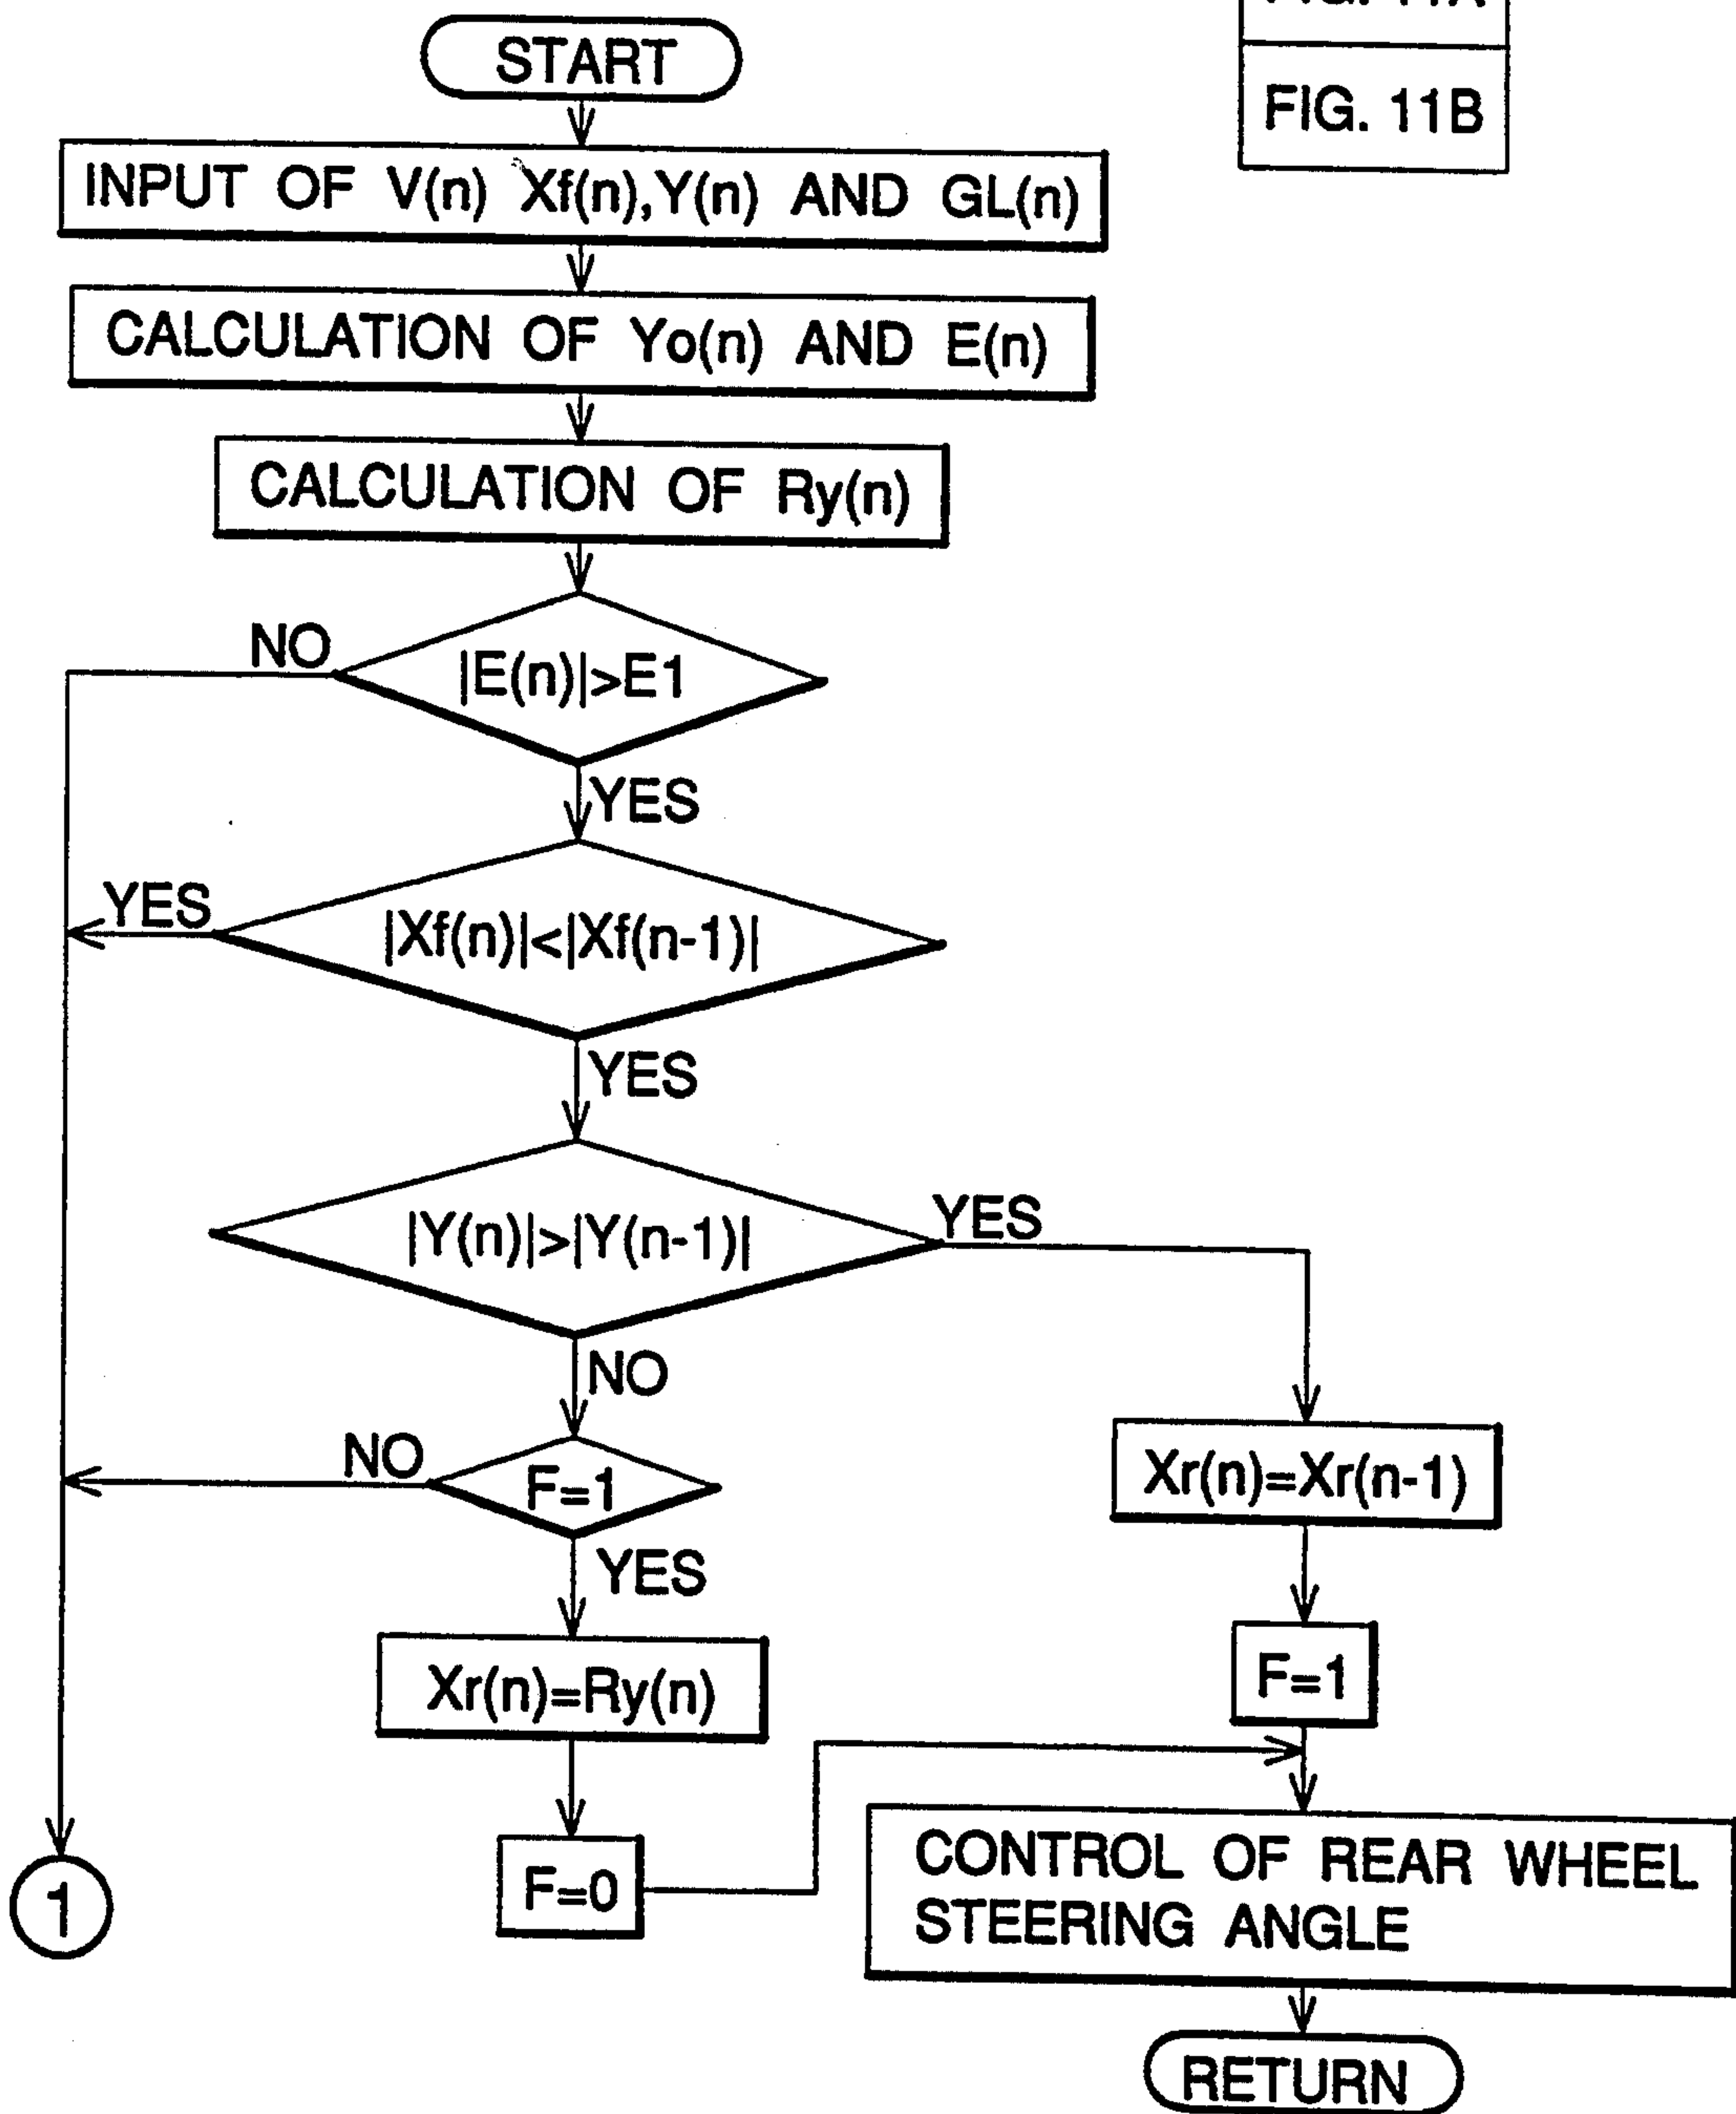 FIG. 11A
FIG. 11B
START
INPUT OF V(n) Xf(n),Y(n) AND GL(n)
CALCULATION OF Yo(n) AND E(n)
CALCULATION OF Ry(n)
NO
|E(n)|>E1
YES
YES
|Xf(n)|<|Xf(n-1)|
YES
|Y(n)|>|Y(n-1)|
YES
NO
NO
F=1
Xr(n)=Xr(n-1)
YES
Xr(n)=Ry(n)
F=1
F=0
CONTROL OF REAR WHEEL
STEERING ANGLE
1
RETURN